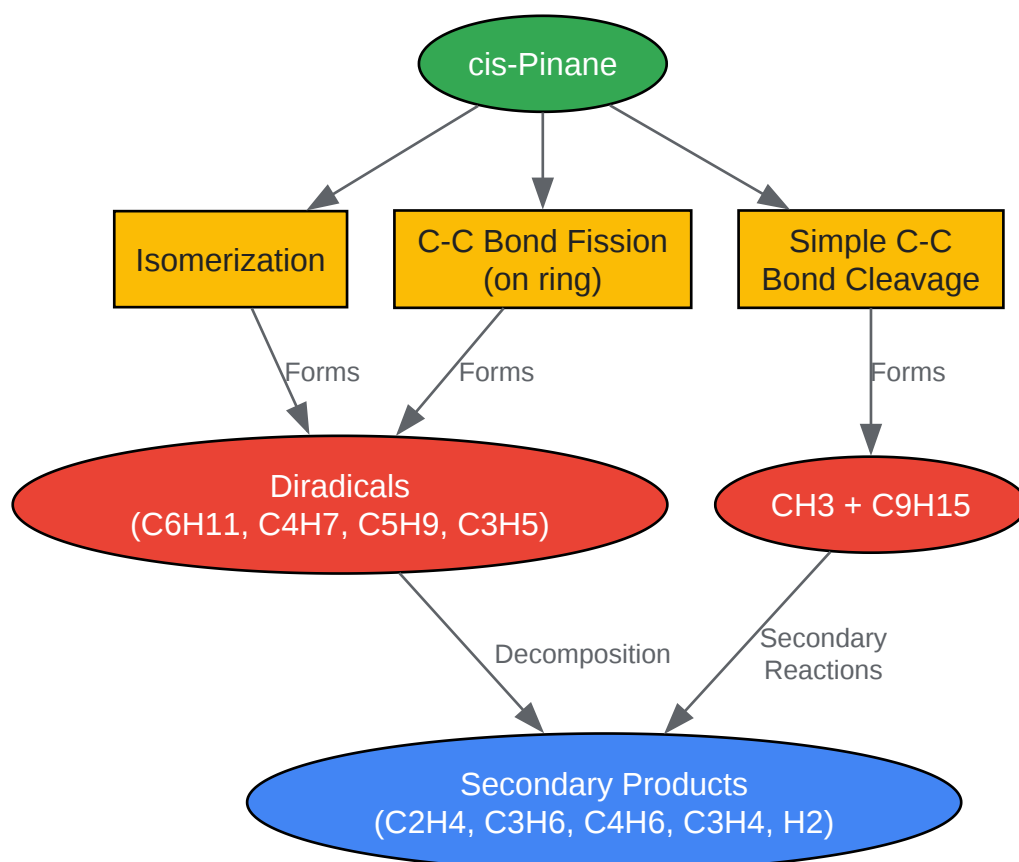 cis-Pinane
Isomerization
C-C Bond Fission
(on ring)
Simple C-C
Bond Cleavage
Forms
Forms
Forms
Diradicals
(C6H11, C4H7, C5H9, C3H5)
CH3 + C9H15
Decomposition
Secondary
Reactions
Secondary Products
(C2H4, C3H6, C4H6, C3H4, H2)